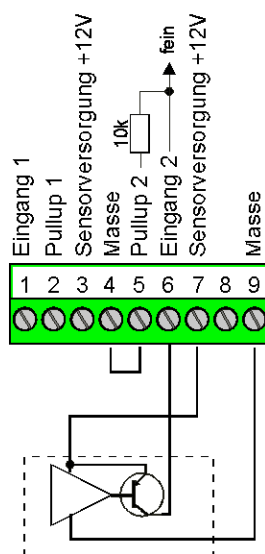 Eingang 1
Pullup 1
Sensorversorgung +12V
Masse
Pullup 2
Eingang 2
Sensorversorgung +12V
Masse
10k
fein
1 2 3 4 5 6 7 8 9